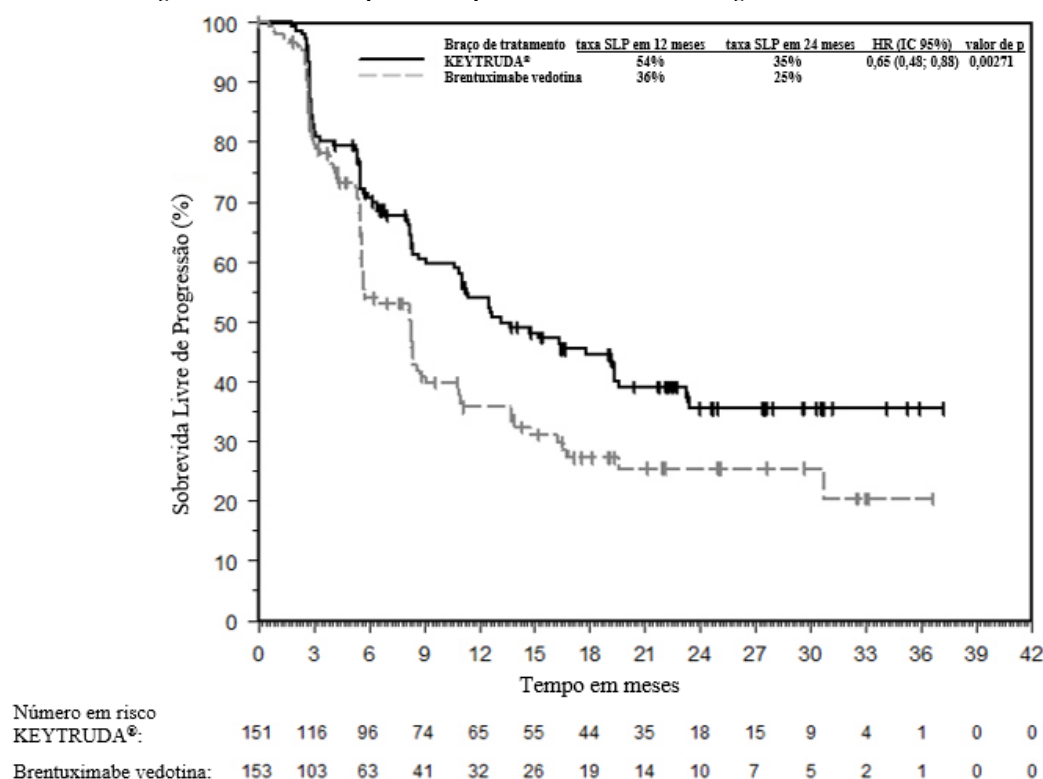 Braço de tratamento taxa SLP em 12 meses taxa SLP em 24 meses HR (IC 95%) valor de p
KEYTRUDA® 54% 35% 0,65 (0,48; 0,88) 0,00271
Brentuximabe vedotina 36% 25%
Sobrevida Livre de Progressão (%)
100
90
80
70
60
50
40
30
20
10
0
0 3 6 9 12 15 18 21 24 27 30 33 36 39 42
Tempo em meses
Número em risco
KEYTRUDA®: 151 116 96 74 65 55 44 35 18 15 9 4 1 0 0
Brentuximabe vedotina: 153 103 63 41 32 26 19 14 10 7 5 2 1 0 0